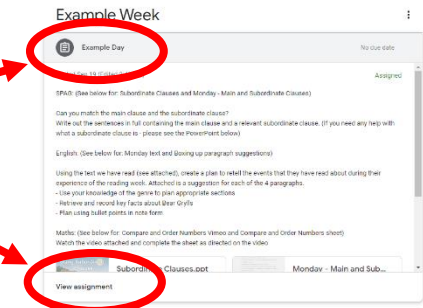 Example Week
Example Day
No due date
Assigned
SPAG: (See below for: Subordinate Clauses and Monday - Main and Subordinate Clauses)
Can you match the main clause and the subordinate clause?
Write out the sentences in full containing the main clause and a relevant subordinate clause. (If you need any help with
what a subordinate clause is - please see the PowerPoint below)
English: (See below for: Monday text and Boxing up paragraph suggestions)
Using the text we have read (see attached), create a plan to retell the events that they have read about during their
experience of the reading week. Attached is a suggestion for each of the 4 paragraphs.
- Use your knowledge of the genre to plan appropriate sections
- Retrieve and record key facts about Bear Grylls
- Plan using bullet points in note form
Maths: (See below for: Compare and Order Numbers Vimeo and Compare and Order Numbers sheet)
Watch the video attached and complete the sheet as directed on the video
Subordinate Clauses.ppt
Monday - Main and Sub...
View assignment